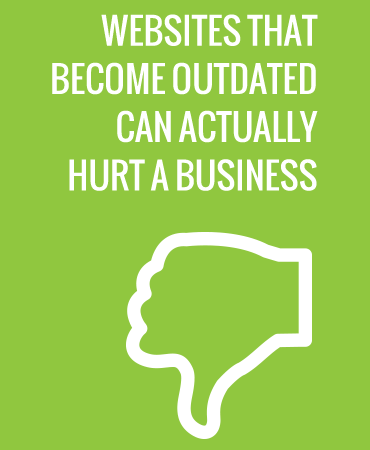 WEBSITES THAT
BECOME OUTDATED
CAN ACTUALLY
HURT A BUSINESS